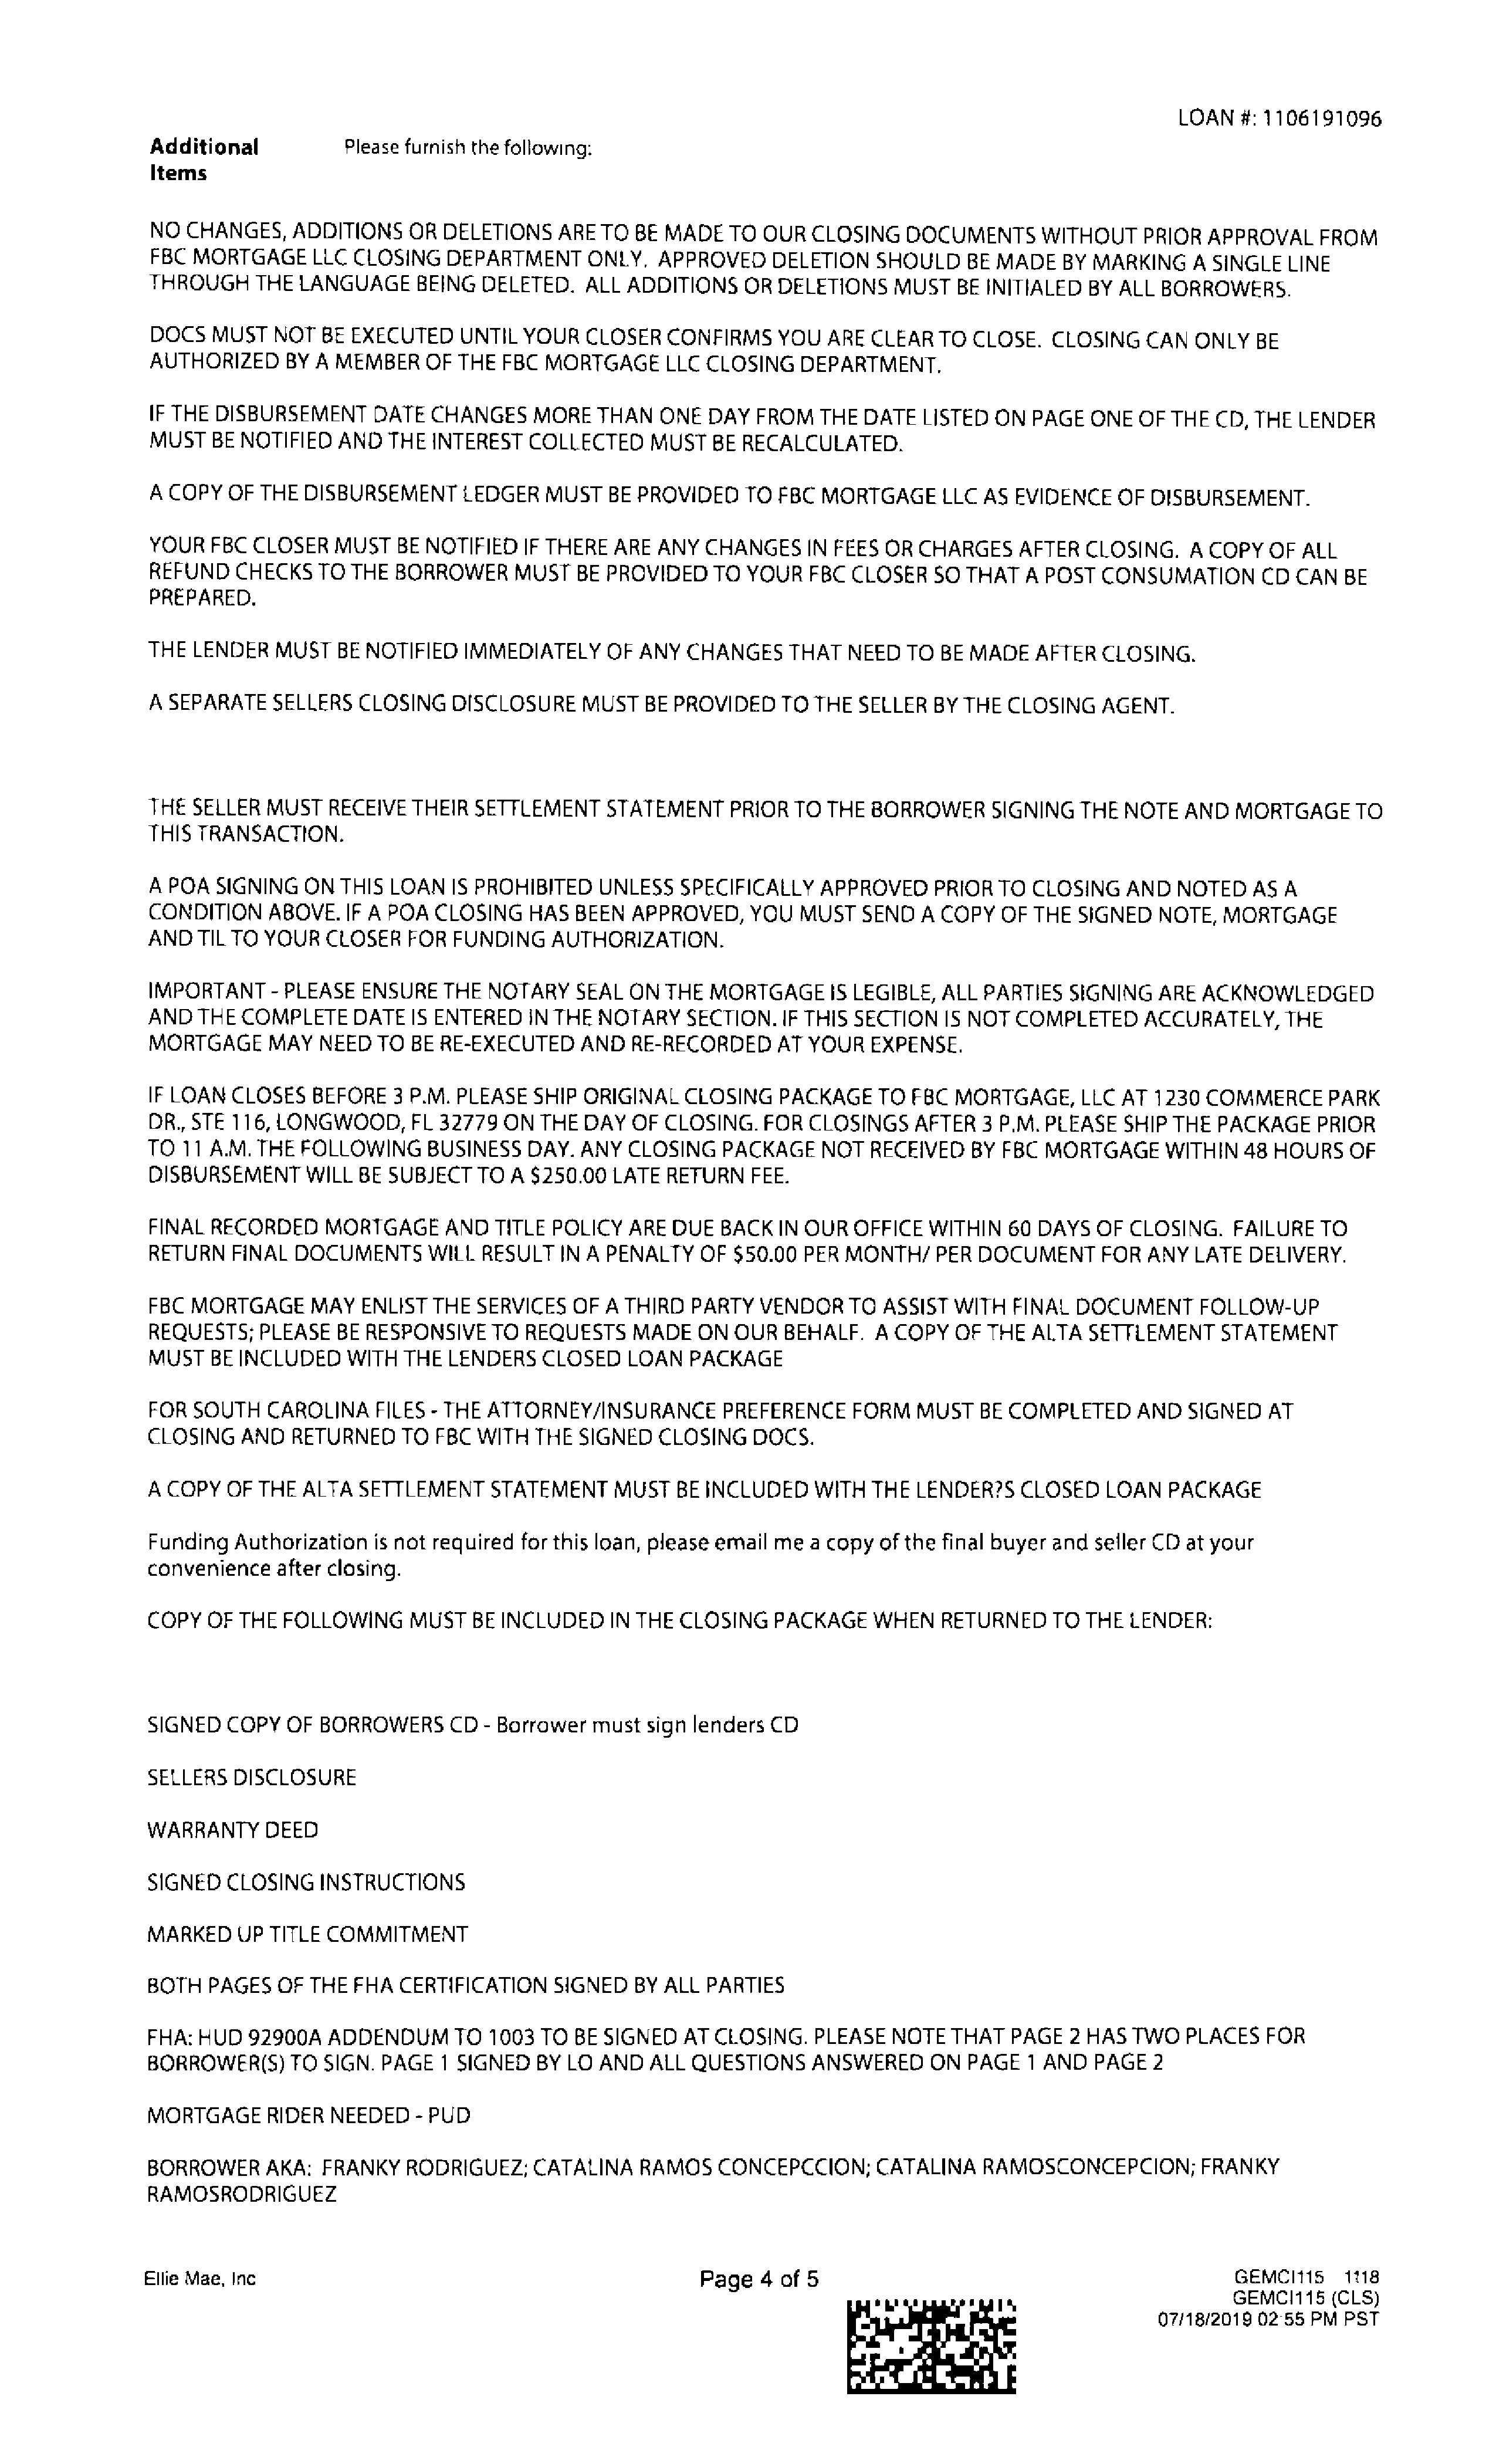 LOAN #: 1106191096
Additional Please furnish the following:
Items
NO CHANGES, ADDITIONS OR DELETIONS ARE TO BE MADE TO OUR CLOSING DOCUMENTS WITHOUT PRIOR APPROVAL FROM
FBC MORTGAGE LLC CLOSING DEPARTMENT ONLY. APPROVED DELETION SHOULD BE MADE BY MARKING A SINGLE LINE
THROUGH THE LANGUAGE BEING DELETED. ALL ADDITIONS OR DELETIONS MUST BE INITIALED BY ALL BORROWERS.
DOCS MUST NOT BE EXECUTED UNTIL YOUR CLOSER CONFIRMS YOU ARE CLEAR TO CLOSE. CLOSING CAN ONLY BE
AUTHORIZED BY A MEMBER OF THE FBC MORTGAGE LLC CLOSING DEPARTMENT.
IF THE DISBURSEMENT DATE CHANGES MORE THAN ONE DAY FROM THE DATE LISTED ON PAGE ONE OF THE CD, THE LENDER
MUST BE NOTIFIED AND THE INTEREST COLLECTED MUST BE RECALCULATED.
A COPY OF THE DISBURSEMENT LEDGER MUST BE PROVIDED TO FBC MORTGAGE LLC AS EVIDENCE OF DISBURSEMENT.
YOUR FBC CLOSER MUST BE NOTIFIED IF THERE ARE ANY CHANGES IN FEES OR CHARGES AFTER CLOSING. A COPY OF ALL
REFUND CHECKS TO THE BORROWER MUST BE PROVIDED TO YOUR FBC CLOSER SO THAT A POST CONSUMATION CD CAN BE
PREPARED.
THE LENDER MUST BE NOTIFIED IMMEDIATELY OF ANY CHANGES THAT NEED TO BE MADE AFTER CLOSING.
A SEPARATE SELLERS CLOSING DISCLOSURE MUST BE PROVIDED TO THE SELLER BY THE CLOSING AGENT.
THE SELLER MUST RECEIVE THEIR SETTLEMENT STATEMENT PRIOR TO THE BORROWER SIGNING THE NOTE AND MORTGAGE TO
THIS TRANSACTION.
A POA SIGNING ON THIS LOAN IS PROHIBITED UNLESS SPECIFICALLY APPROVED PRIOR TO CLOSING AND NOTED AS A
CONDITION ABOVE. IF A POA CLOSING HAS BEEN APPROVED, YOU MUST SEND A COPY OF THE SIGNED NOTE, MORTGAGE
AND TIL TO YOUR CLOSER FOR FUNDING AUTHORIZATION.
IMPORTANT - PLEASE ENSURE THE NOTARY SEAL ON THE MORTGAGE IS LEGIBLE, ALL PARTIES SIGNING ARE ACKNOWLEDGED
AND THE COMPLETE DATE IS ENTERED IN THE NOTARY SECTION. IF THIS SECTION IS NOT COMPLETED ACCURATELY, THE
MORTGAGE MAY NEED TO BE RE-EXECUTED AND RE-RECORDED AT YOUR EXPENSE.
IF LOAN CLOSES BEFORE 3 P.M. PLEASE SHIP ORIGINAL CLOSING PACKAGE TO FBC MORTGAGE, LLC AT 1230 COMMERCE PARK
DR., STE 116, LONGWOOD, FL 32779 ON THE DAY OF CLOSING. FOR CLOSINGS AFTER 3 P.M. PLEASE SHIP THE PACKAGE PRIOR
TO 11 A.M. THE FOLLOWING BUSINESS DAY. ANY CLOSING PACKAGE NOT RECEIVED BY FBC MORTGAGE WITHIN 48 HOURS OF
DISBURSEMENT WILL BE SUBJECT TO A $250.00 LATE RETURN FEE.
FINAL RECORDED MORTGAGE AND TITLE POLICY ARE DUE BACK IN OUR OFFICE WITHIN 60 DAYS OF CLOSING. FAILURE TO
RETURN FINAL DOCUMENTS WILL RESULT IN A PENALTY OF $50.00 PER MONTH/ PER DOCUMENT FOR ANY LATE DELIVERY.
FBC MORTGAGE MAY ENLIST THE SERVICES OF A THIRD PARTY VENDOR TO ASSIST WITH FINAL DOCUMENT FOLLOW-UP
REQUESTS; PLEASE BE RESPONSIVE TO REQUESTS MADE ON OUR BEHALF. A COPY OF THE ALTA SETTLEMENT STATEMENT
MUST BE INCLUDED WITH THE LENDERS CLOSED LOAN PACKAGE
FOR SOUTH CAROLINA FILES - THE ATTORNEY/INSURANCE PREFERENCE FORM MUST BE COMPLETED AND SIGNED AT
CLOSING AND RETURNED TO FBC WITH THE SIGNED CLOSING DOCS.
A COPY OF THE ALTA SETTLEMENT STATEMENT MUST BE INCLUDED WITH THE LENDER?S CLOSED LOAN PACKAGE
Funding Authorization is not required for this loan, please email me a copy of the final buyer and seller CD at your
convenience after closing.
COPY OF THE FOLLOWING MUST BE INCLUDED IN THE CLOSING PACKAGE WHEN RETURNED TO THE LENDER:
SIGNED COPY OF BORROWERS CD - Borrower must sign lenders CD
SELLERS DISCLOSURE
WARRANTY DEED
SIGNED CLOSING INSTRUCTIONS
MARKED UP TITLE COMMITMENT
BOTH PAGES OF THE FHA CERTIFICATION SIGNED BY ALL PARTIES
FHA: HUD 92900A ADDENDUM TO 1003 TO BE SIGNED AT CLOSING. PLEASE NOTE THAT PAGE 2 HAS TWO PLACES FOR
BORROWER(S) TO SIGN. PAGE 1 SIGNED BY LO AND ALL QUESTIONS ANSWERED ON PAGE 1 AND PAGE 2
MORTGAGE RIDER NEEDED - PUD
BORROWER AKA: FRANKY RODRIGUEZ; CATALINA RAMOS CONCEPCCION; CATALINA RAMOSCONCEPCION; FRANKY
RAMOSRODRIGUEZ
Ellie Mae, Inc Page 4 of 5 GEMCI115 1118
GEMCI115 (CLS)
07/18/2019 02:55 PM PST